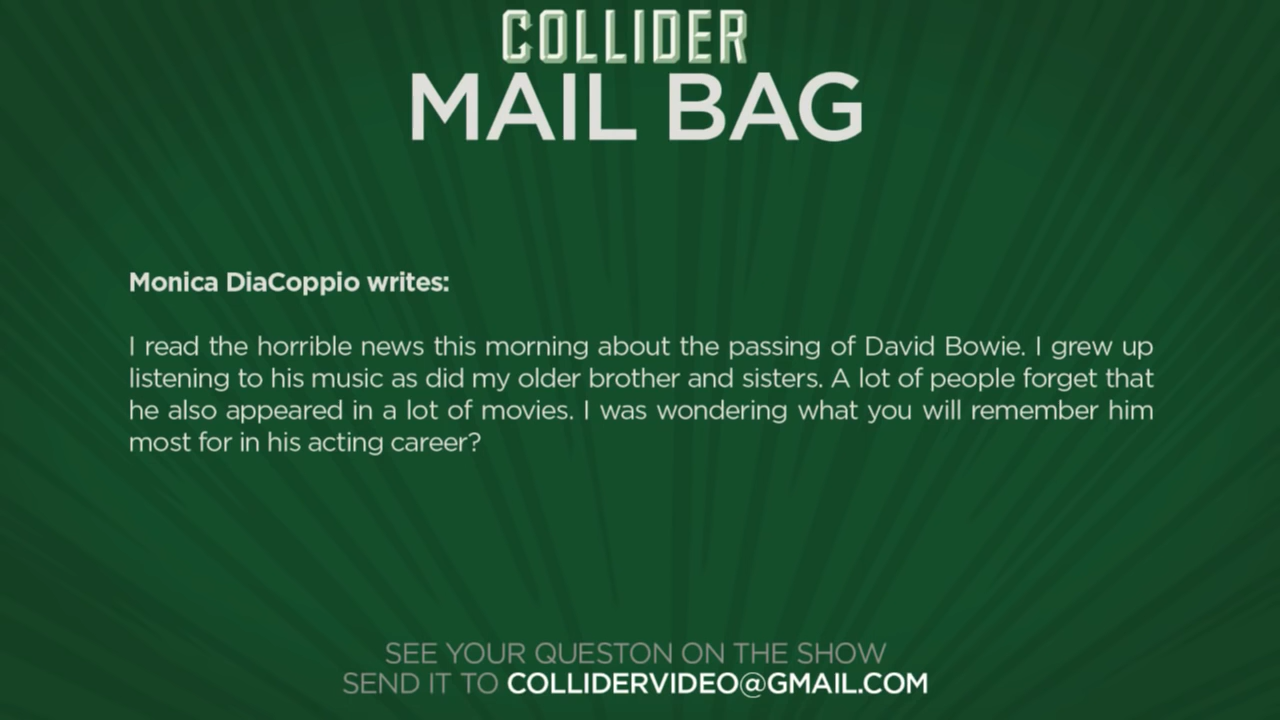 COLLIDER
MAIL BAG
Monica DiaCoppio writes:
I read the horrible news this morning about the passing of David Bowie. I grew up
listening to his music as did my older brother and sisters. A lot of people forget that
he also appeared in a lot of movies. I was wondering what you will remember him
most for in his acting career?
SEE YOUR QUESTON ON THE SHOW
SEND IT TO COLLIDERVIDEO@GMAIL.COM